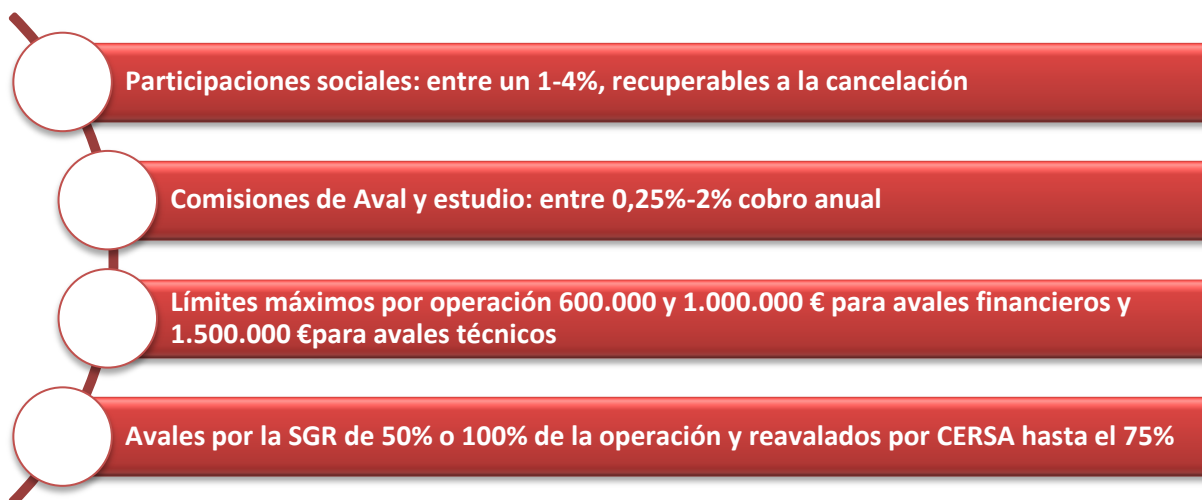 Participaciones sociales: entre un 1-4%, recuperables a la cancelación
Comisiones de Aval y estudio: entre 0,25%-2% cobro anual
Límites máximos por operación 600.000 y 1.000.000 € para avales financieros y
1.500.000 €para avales técnicos
Avales por la SGR de 50% o 100% de la operación y reavalados por CERSA hasta el 75%